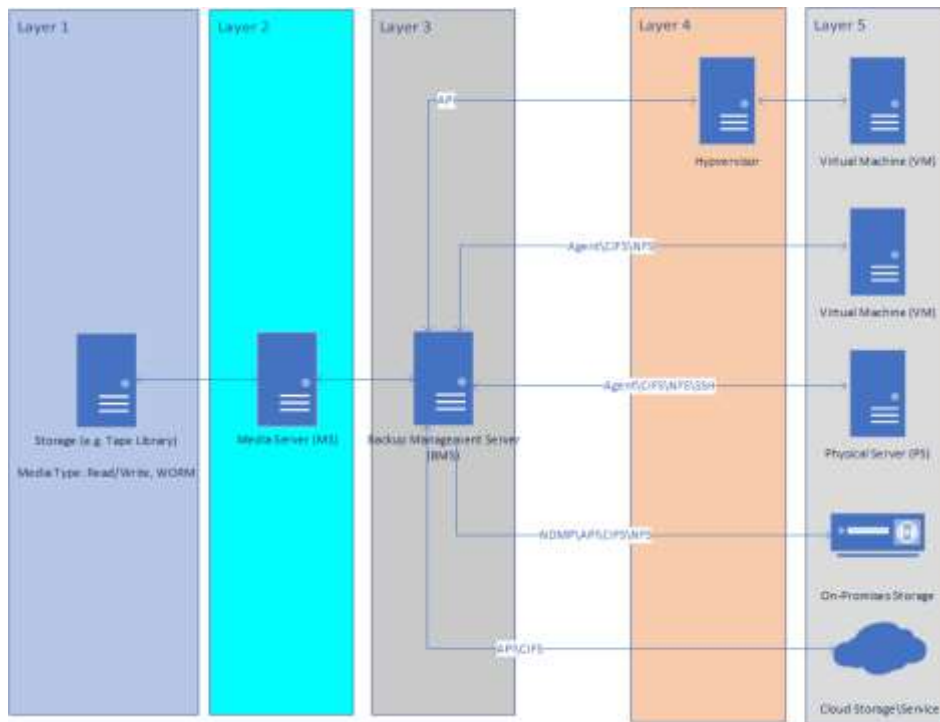 Layer 1
Layer 2
Layer 3
Layer 4
Layer 5
API
Hypvervisor
Virtual Machine (VM)
Agent\CIFS\NFS
Virtual Machine (VM)
Agent\CIFS\NFS\SSH
Storage (e.g. Tape Library)
Media Server (MS)
Backup Management Server
(BMS)
Physical Server (PS)
Media Type: Read/Write, WORM
NDMP\API\CIFS\NFS
On-Promises Storage
API\CIFS
Cloud Storage\Service